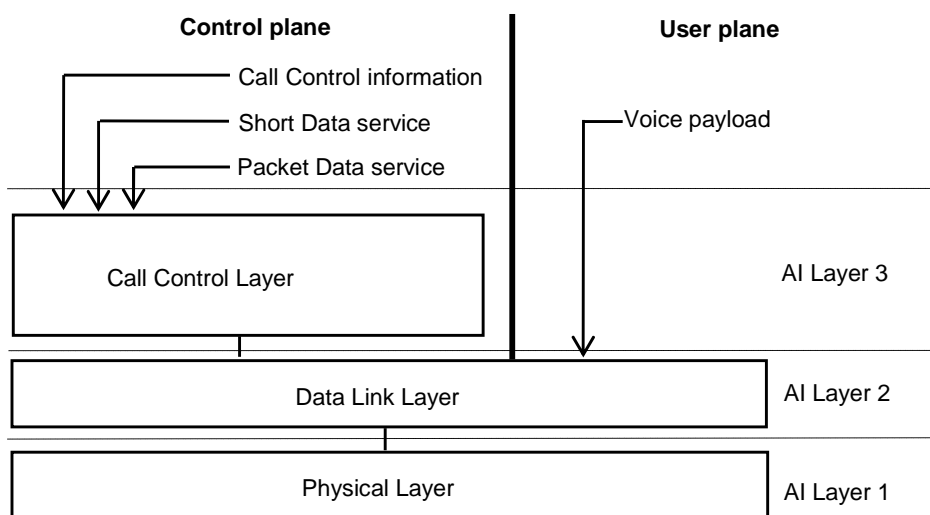 Control plane
User plane
Call Control information
Short Data service
Voice payload
Packet Data service
Call Control Layer
AI Layer 3
Data Link Layer
AI Layer 2
Physical Layer
AI Layer 1